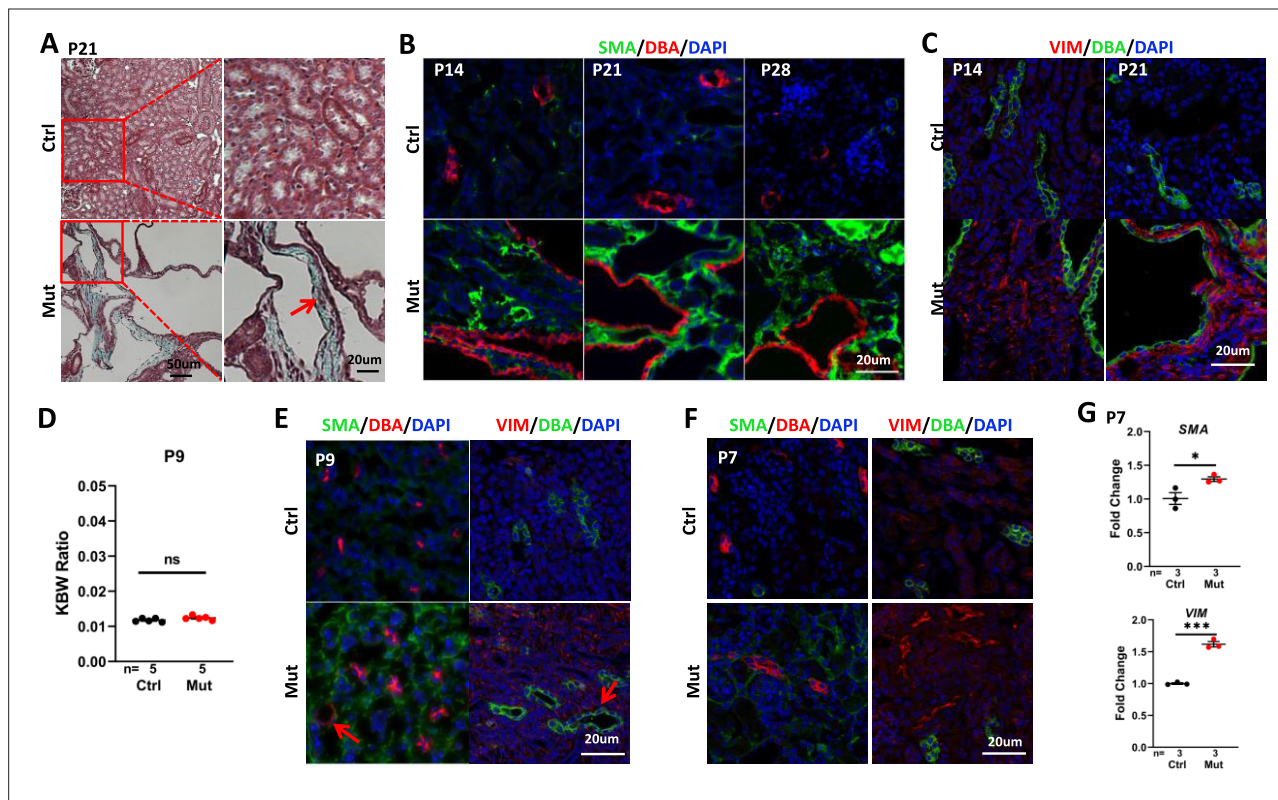 A
P21
Ctrl
Mut
50um
20um
B
SMA/DBA/DAPI
P14
P21
P28
Ctrl
Mut
20um
C
VIM/DBA/DAPI
P14
P21
Ctrl
Mut
20um
D
P9
KBW Ratio
0.05
0.04
0.03
0.02
0.01
0.00
ns
n= 5 5
Ctrl Mut
E
SMA/DBA/DAPI
VIM/DBA/DAPI
P9
Ctrl
Mut
20um
F
SMA/DBA/DAPI
VIM/DBA/DAPI
P7
Ctrl
Mut
20um
G
P7
SMA
Fold Change
2.0
1.5
1.0
0.5
0.0
*
n= 3 3
Ctrl Mut
VIM
Fold Change
2.0
1.5
1.0
0.5
0.0
***
n= 3 3
Ctrl Mut